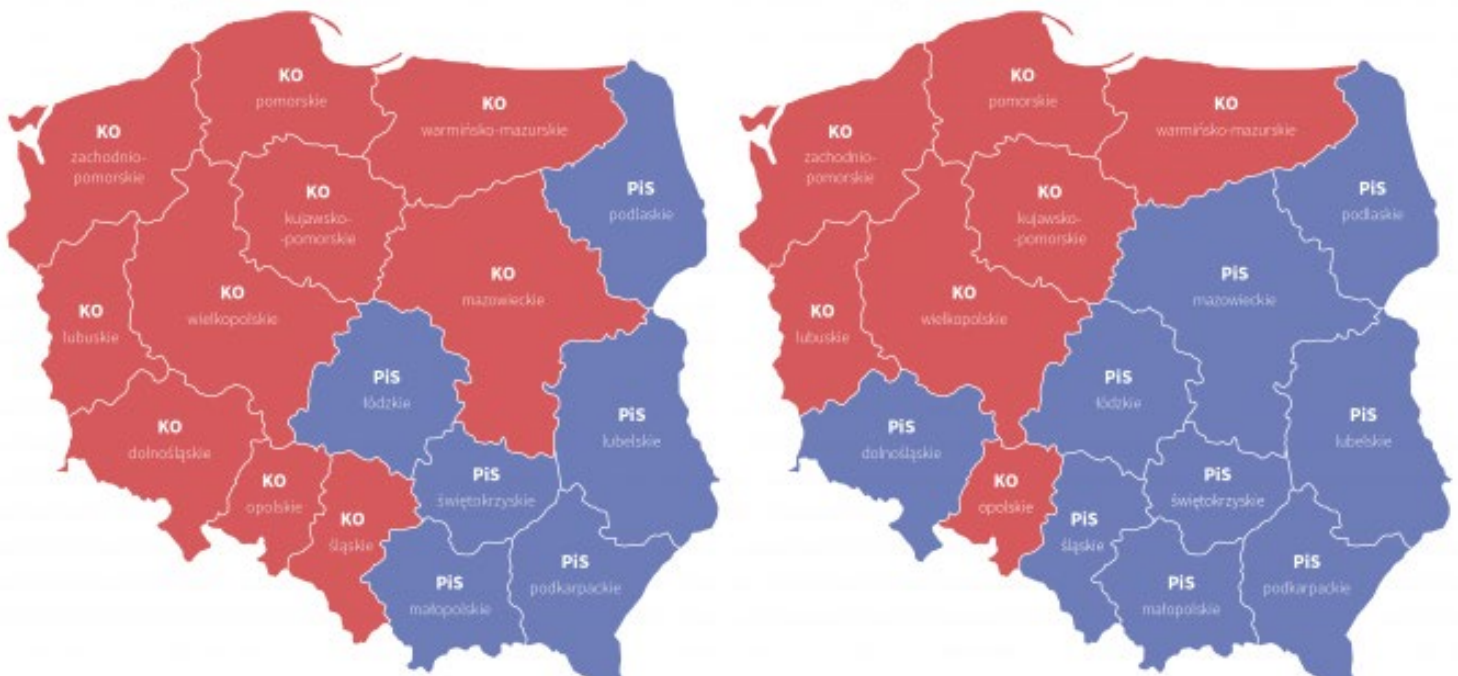 KO
pomorskie
KO
warmińsko-mazurskie
KO
zachodnio-
pomorskie
PiS
podlaskie
KO
kujawsko-
-pomorskie
KO
mazowieckie
KO
wielkopolskie
KO
lubuskie
PiS
łódzkie
PiS
lubelskie
KO
dolnośląskie
PiS
świętokrzyskie
KO
opolskie
KO
śląskie
PiS
podkarpackie
PiS
małopolskie
KO
pomorskie
KO
warmińsko-mazurskie
KO
zachodnio-
pomorskie
PiS
podlaskie
KO
kujawsko-
-pomorskie
PiS
mazowieckie
KO
wielkopolskie
KO
lubuskie
PiS
łódzkie
PiS
lubelskie
PiS
dolnośląskie
PiS
świętokrzyskie
KO
opolskie
PiS
śląskie
PiS
podkarpackie
PiS
małopolskie